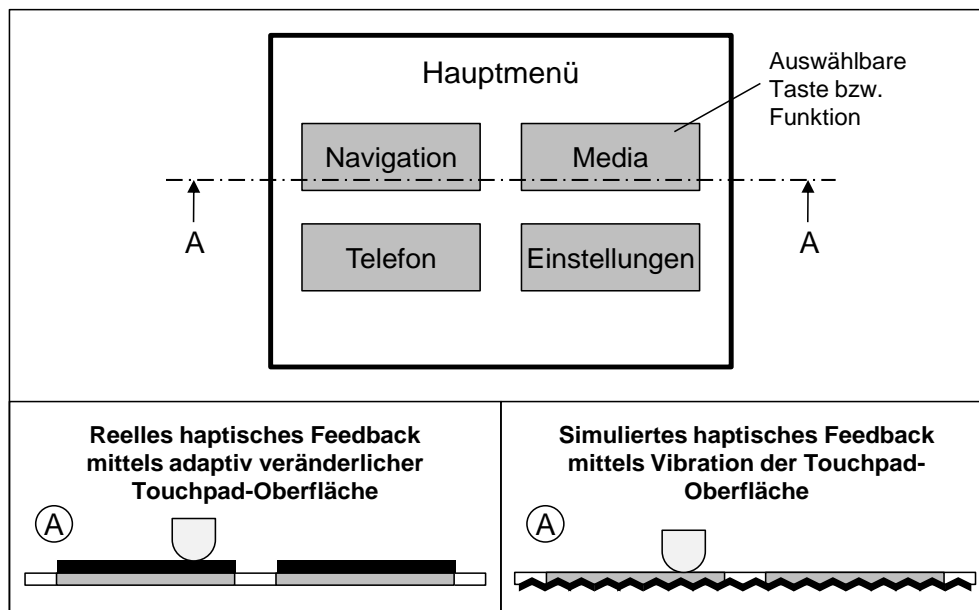 Hauptmenü
Auswählbare
Taste bzw.
Funktion
Navigation
Media
A
A
Telefon
Einstellungen
Reelles haptisches Feedback
mittels adaptiv veränderlicher
Touchpad-Oberfläche
A
Simuliertes haptisches Feedback
mittels Vibration der Touchpad-
Oberfläche
A